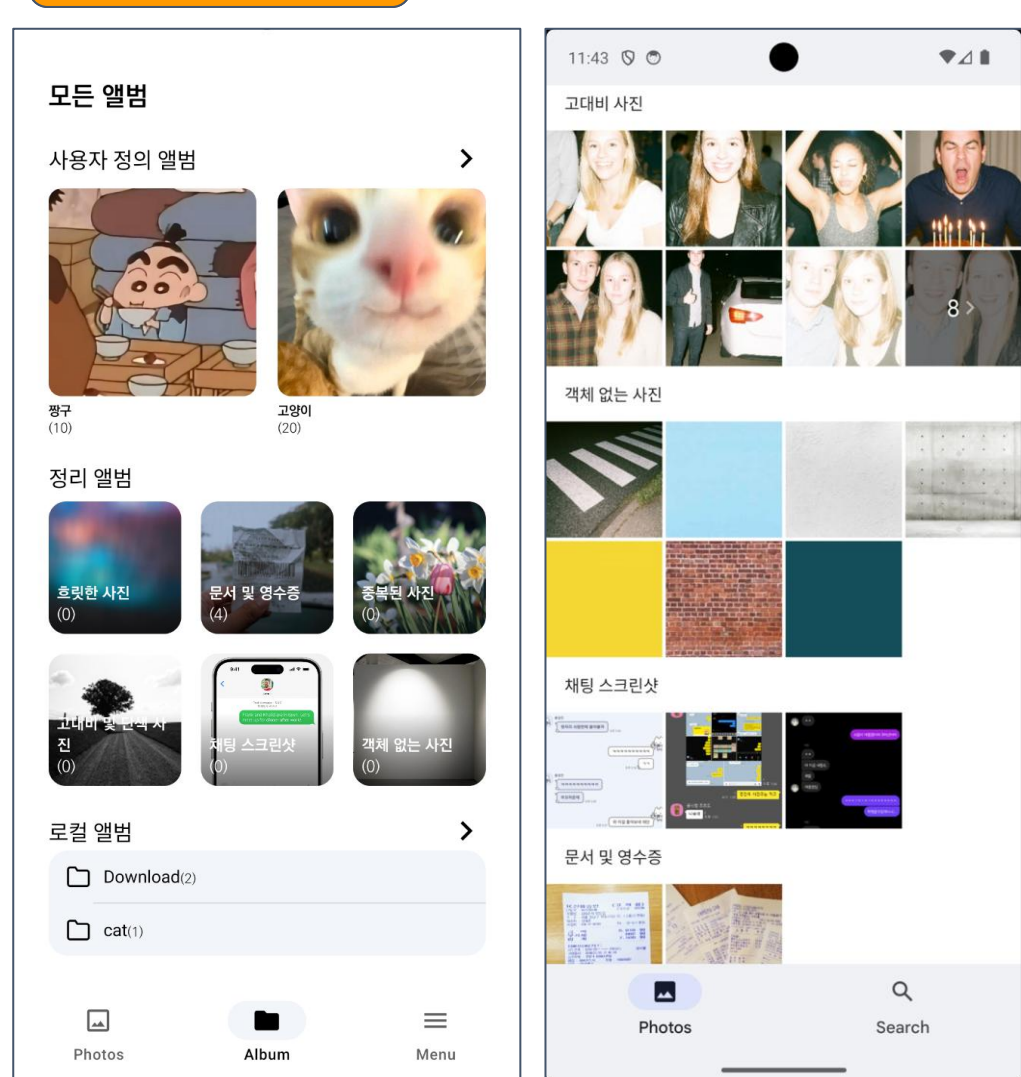 모든 앨범
사용자 정의 앨범
짱구
(10)
고양이
(20)
정리 앨범
흐릿한 사진
(0)
문서 및 영수증
(4)
중복된 사진
(0)
고대비 및 단색 사
진
(0)
채팅 스크린샷
(0)
객체 없는 사진
(0)
로컬 앨범
Download(2)
cat(1)
Photos
Album
Menu
11:43
고대비 사진
8
객체 없는 사진
채팅 스크린샷
문서 및 영수증
Photos
Search